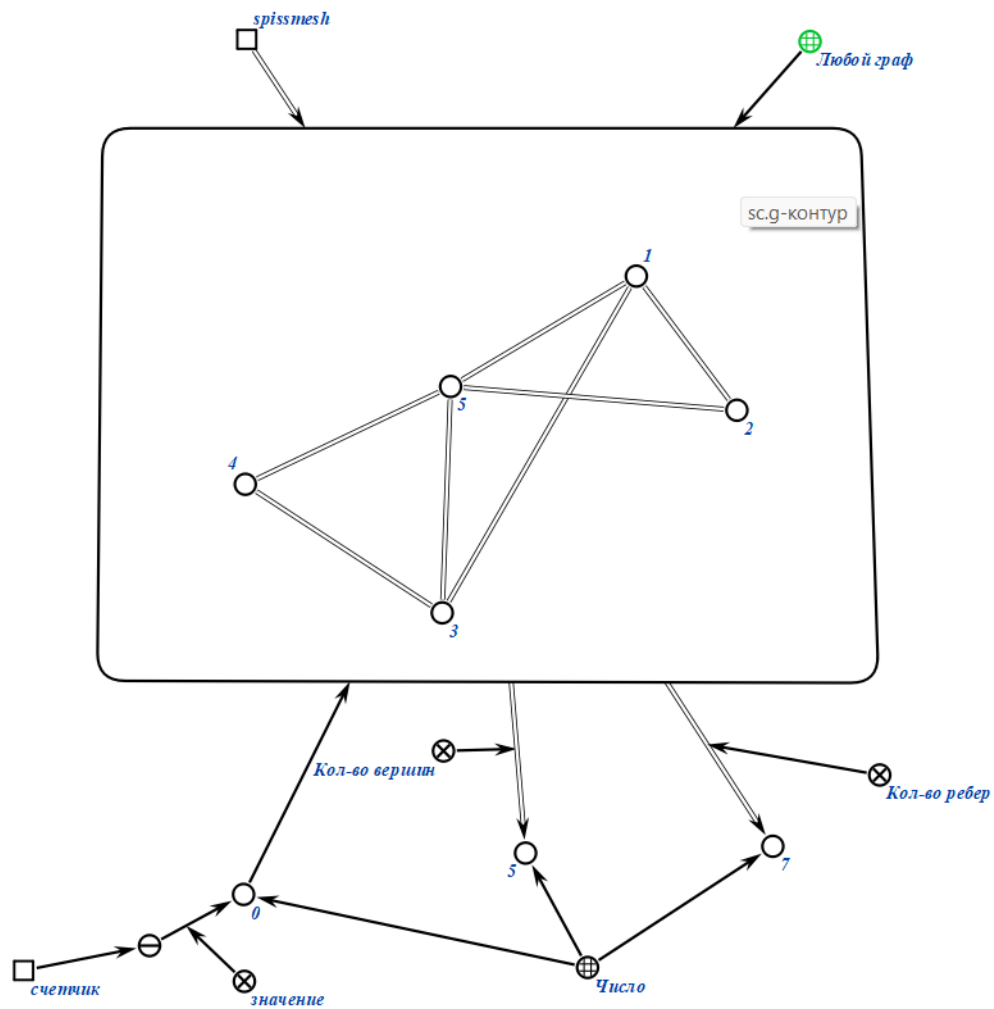 spissmesh
Любой граф
sc.g-контур
1
5
2
4
3
Кол-во вершин
Кол-во ребер
5
7
0
счетчик
значение
Число